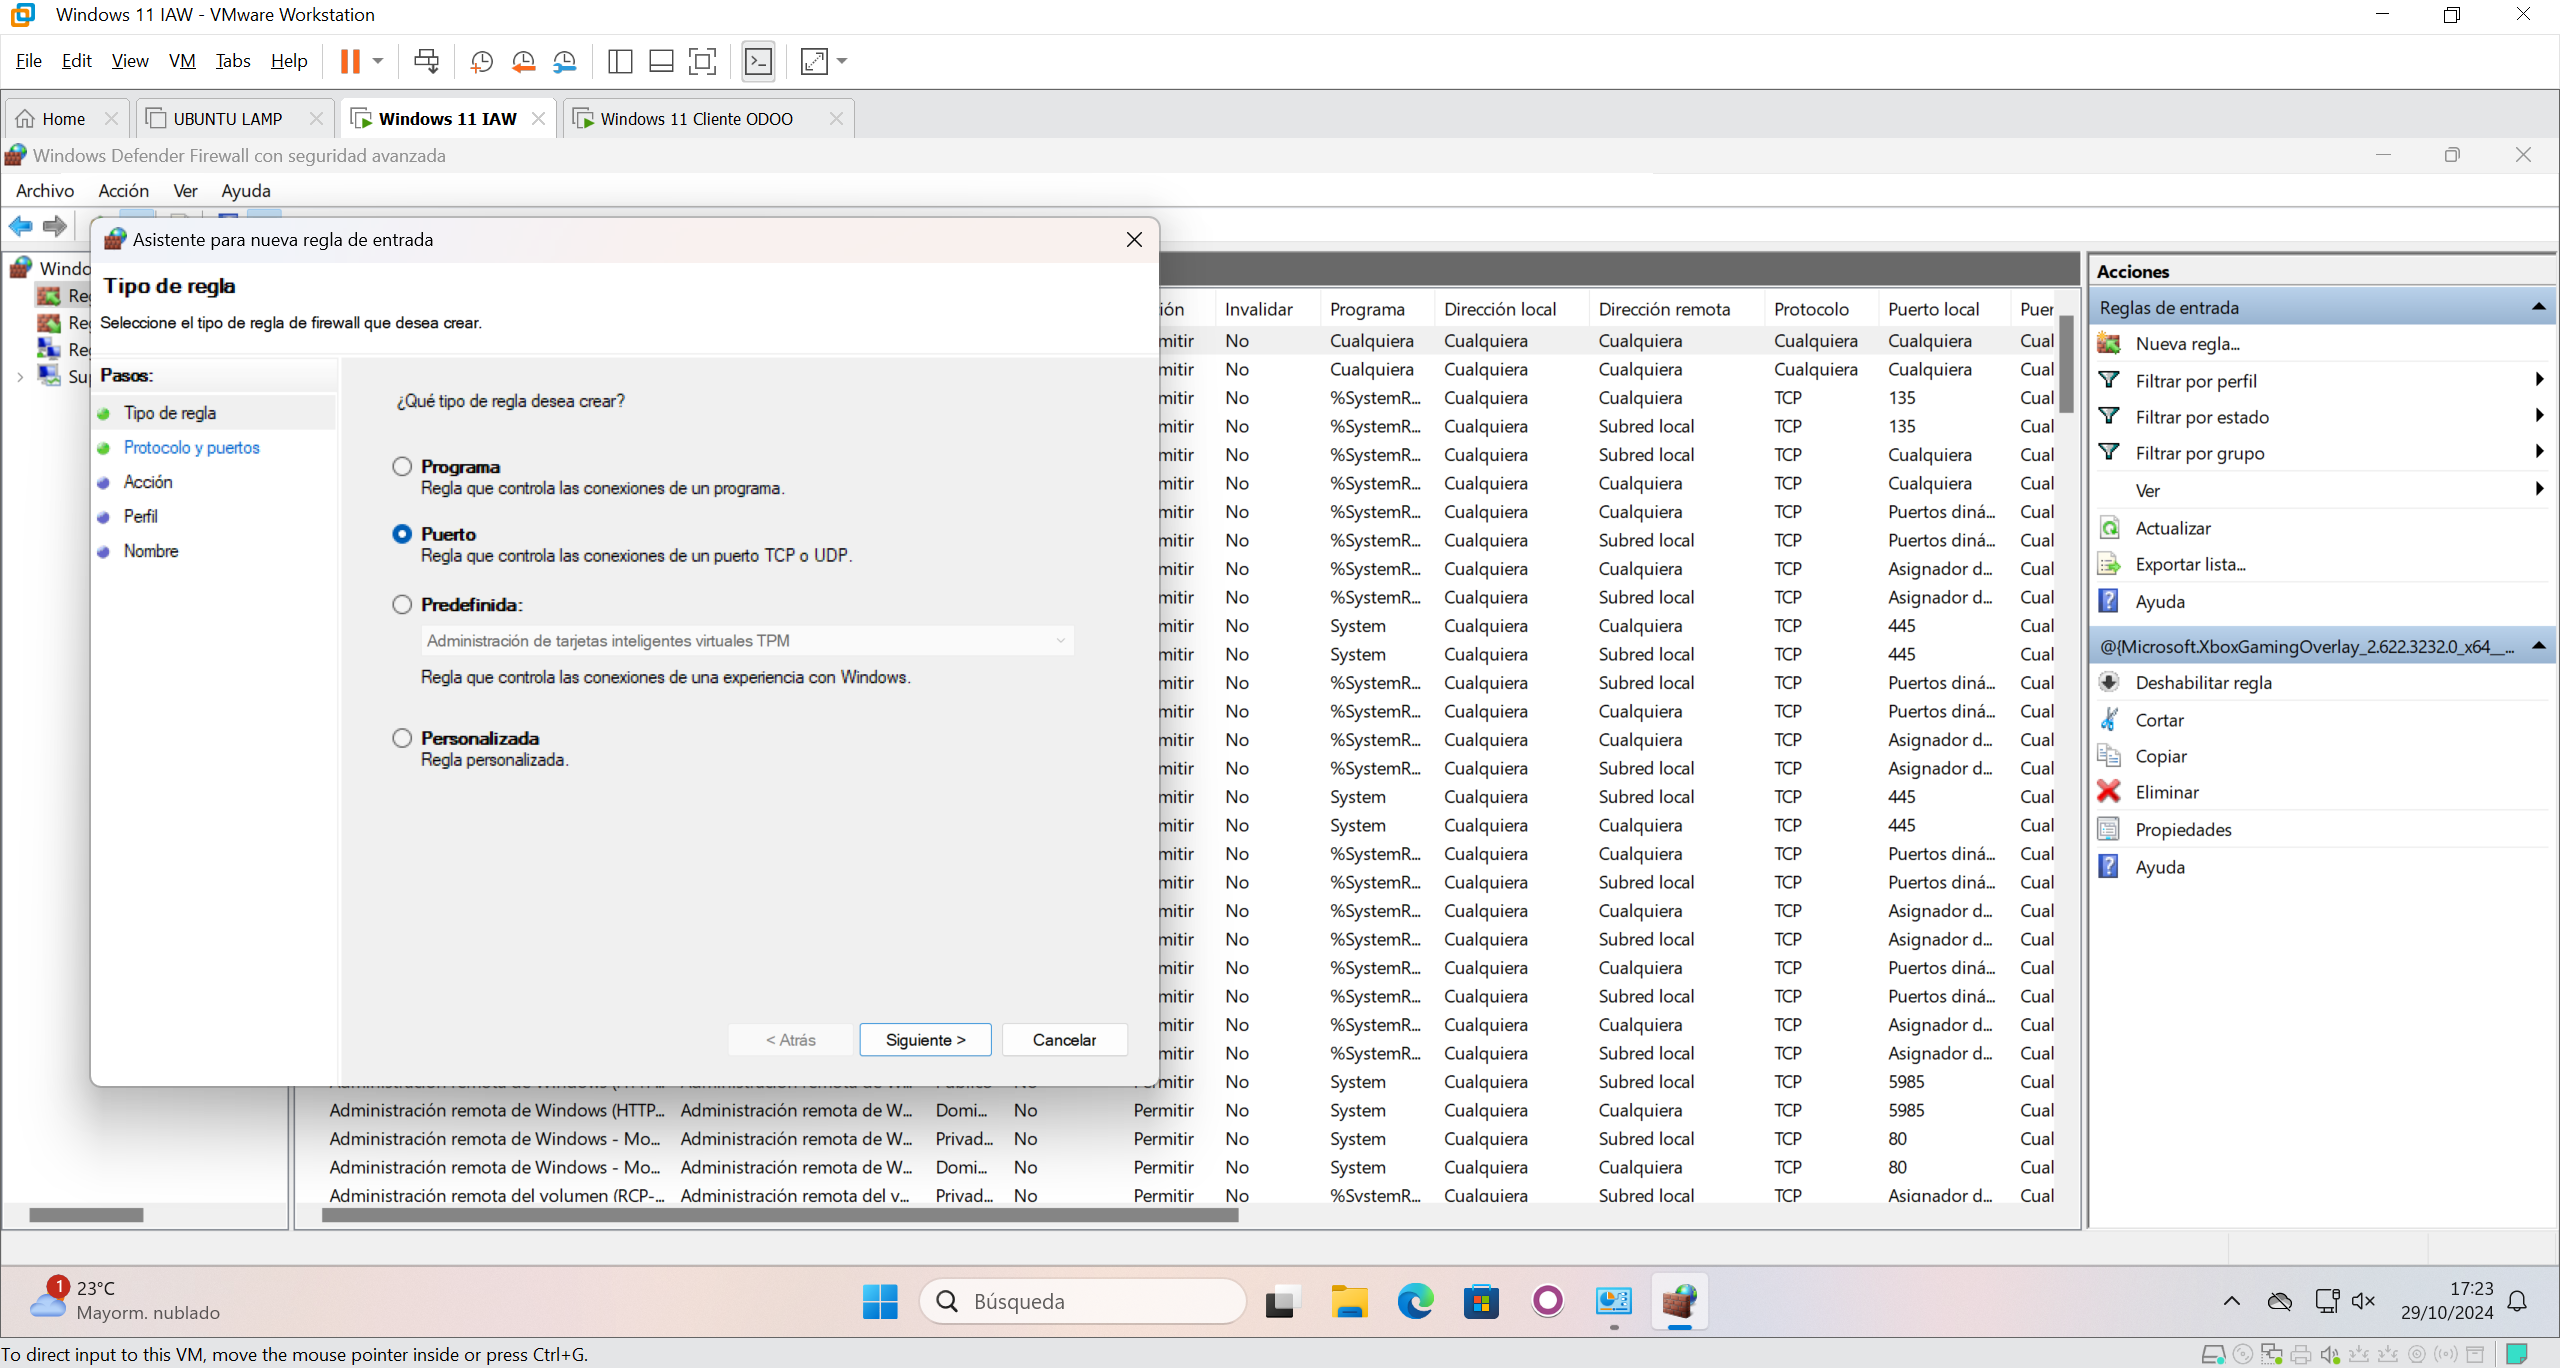 Windows 11 IAW - VMware Workstation
File Edit View VM Tabs Help
Home UBUNTU LAMP Windows 11 IAW Windows 11 Cliente ODOO
Windows Defender Firewall con seguridad avanzada
Archivo Acción Ver Ayuda
Asistente para nueva regla de entrada
Tipo de regla
Seleccione el tipo de regla de firewall que desea crear.
Pasos:
Tipo de regla
Protocolo y puertos
Acción
Perfil
Nombre
¿Qué tipo de regla desea crear?
Programa
Regla que controla las conexiones de un programa.
Puerto
Regla que controla las conexiones de un puerto TCP o UDP.
Predefinida:
Administración de tarjetas inteligentes virtuales TPM
Regla que controla las conexiones de una experiencia con Windows.
Personalizada
Regla personalizada.
< Atrás Siguiente > Cancelar
Invalidar Programa Dirección local Dirección remota Protocolo Puerto local
mitir No Cualquiera Cualquiera Cualquiera Cualquiera Cualquiera Cual
mitir No Cualquiera Cualquiera Cualquiera Cualquiera Cualquiera Cual
mitir No %SystemR... Cualquiera Cualquiera TCP 135 Cual
mitir No %SystemR... Cualquiera Subred local TCP 135 Cual
mitir No %SystemR... Cualquiera Subred local TCP Cualquiera Cual
mitir No %SystemR... Cualquiera Cualquiera TCP Cualquiera Cual
mitir No %SystemR... Cualquiera Cualquiera TCP Puertos diná... Cual
mitir No %SystemR... Cualquiera Subred local TCP Puertos diná... Cual
mitir No %SystemR... Cualquiera Cualquiera TCP Asignador d... Cual
mitir No %SystemR... Cualquiera Subred local TCP Asignador d... Cual
mitir No System Cualquiera Cualquiera TCP 445 Cual
mitir No System Cualquiera Subred local TCP 445 Cual
mitir No %SystemR... Cualquiera Subred local TCP Puertos diná... Cual
mitir No %SystemR... Cualquiera Cualquiera TCP Puertos diná... Cual
mitir No %SystemR... Cualquiera Cualquiera TCP Asignador d... Cual
mitir No %SystemR... Cualquiera Subred local TCP Asignador d... Cual
mitir No System Cualquiera Subred local TCP 445 Cual
mitir No System Cualquiera Cualquiera TCP 445 Cual
mitir No %SystemR... Cualquiera Cualquiera TCP Puertos diná... Cual
mitir No %SystemR... Cualquiera Subred local TCP Puertos diná... Cual
mitir No %SystemR... Cualquiera Cualquiera TCP Asignador d... Cual
mitir No %SystemR... Cualquiera Subred local TCP Asignador d... Cual
mitir No %SystemR... Cualquiera Cualquiera TCP Puertos diná... Cual
mitir No %SystemR... Cualquiera Subred local TCP Puertos diná... Cual
mitir No %SystemR... Cualquiera Cualquiera TCP Asignador d... Cual
mitir No %SystemR... Cualquiera Subred local TCP Asignador d... Cual
mitir No System Cualquiera Subred local TCP 5985 Cual
Administración remota de Windows (HTTP... Administración remota de W... Domi... No Permitir No System Cualquiera Cualquiera TCP 5985 Cual
Administración remota de Windows - Mo... Administración remota de W... Privad... No Permitir No System Cualquiera Subred local TCP 80 Cual
Administración remota de Windows - Mo... Administración remota de W... Domi... No Permitir No System Cualquiera Cualquiera TCP 80 Cual
Administración remota del volumen (RCP-... Administración remota del v... Privad... No Permitir No %SystemR... Cualquiera Subred local TCP Asignador d... Cual
Acciones
Reglas de entrada
Nueva regla...
Filtrar por perfil
Filtrar por estado
Filtrar por grupo
Ver
Actualizar
Exportar lista...
Ayuda
@{Microsoft.XboxGamingOverlay_2.622.3232.0_x64__...
Deshabilitar regla
Cortar
Copiar
Eliminar
Propiedades
Ayuda
1 23°C
Mayorm. nublado
Búsqueda
17:23
29/10/2024
To direct input to this VM, move the mouse pointer inside or press Ctrl+G.